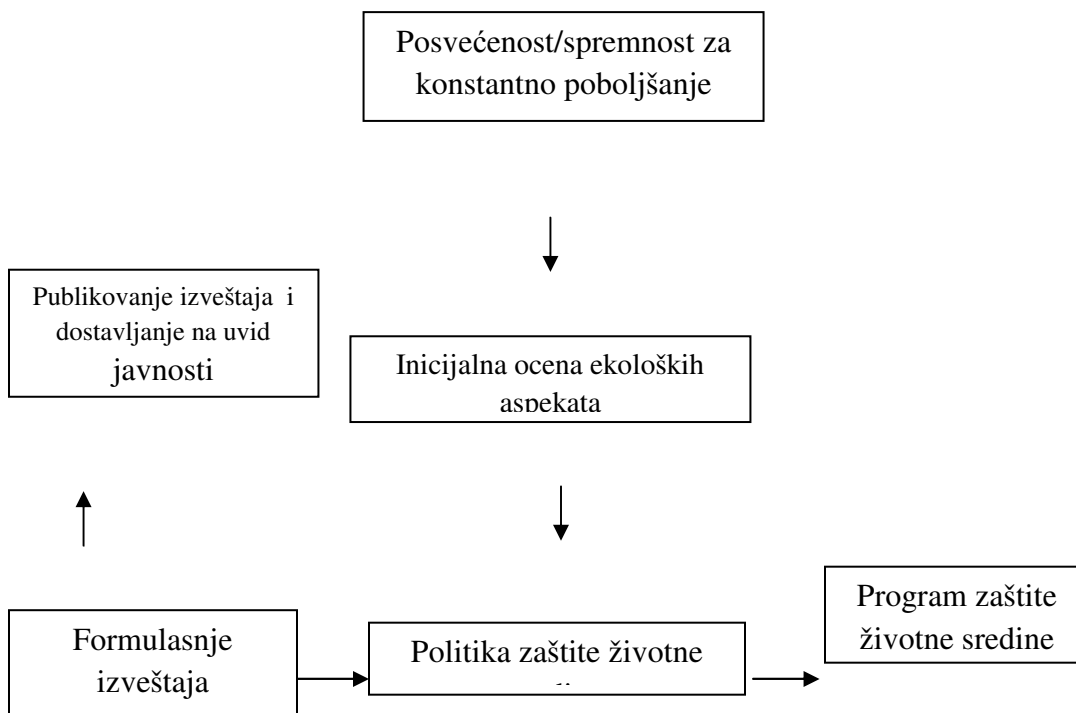 Posvećenost/spremnost za
konstantno poboljšanje
Publikovanje izveštaja i
dostavljanje na uvid
javnosti
Inicijalna ocena ekoloških
aspekata
Formulasnje
izveštaja
Politika zaštite životne
Program zaštite
životne sredine